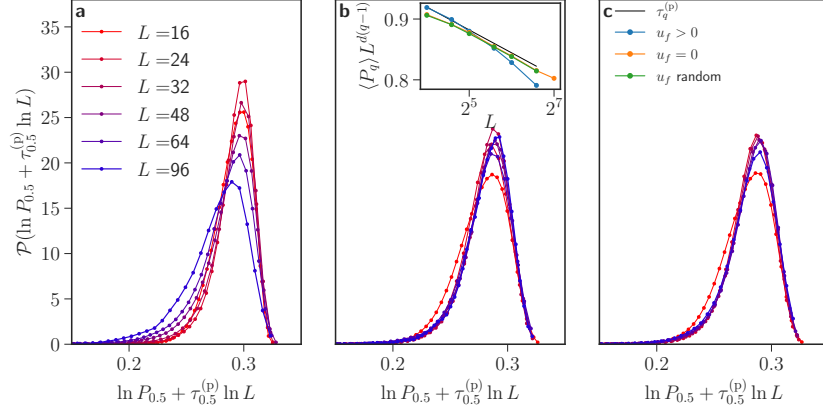 a
L =16
L =24
L =32
L =48
L =64
L =96
35
30
25
20
15
10
5
0
0.2
0.3
𝒫(ln P_{0.5} + τ_{0.5}^{(p)} ln L)
ln P_{0.5} + τ_{0.5}^{(p)} ln L
b
⟨P_q⟩L^{d(q−1)}
0.9
0.8
2^5
2^7
L
0.2
0.3
ln P_{0.5} + τ_{0.5}^{(p)} ln L
c
τ_q^{(p)}
u_f > 0
u_f = 0
u_f random
0.2
0.3
ln P_{0.5} + τ_{0.5}^{(p)} ln L